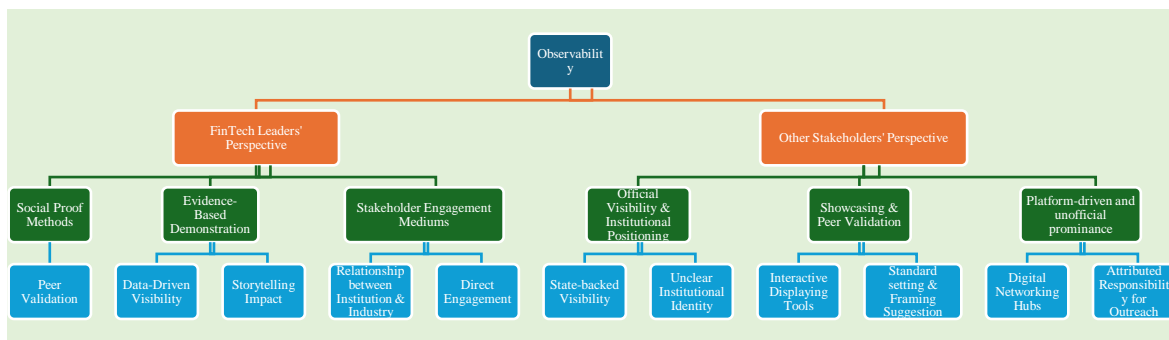 Observabilit
y
FinTech Leaders'
Perspective
Other Stakeholders' Perspective
Social Proof
Methods
Evidence-
Based
Demonstration
Stakeholder Engagement
Mediums
Official
Visibility &
Institutional
Positioning
Showcasing &
Peer Validation
Platform-driven and
unofficial
prominance
Peer
Validation
Data-Driven
Visibility
Storytelling
Impact
Relationship
between
Institution &
Industry
Direct
Engagement
State-backed
Visibility
Unclear
Institutional
Identity
Interactive
Displaying
Tools
Standard
setting &
Framing
Suggestion
Digital
Networking
Hubs
Attributed
Responsibilit
y for
Outreach